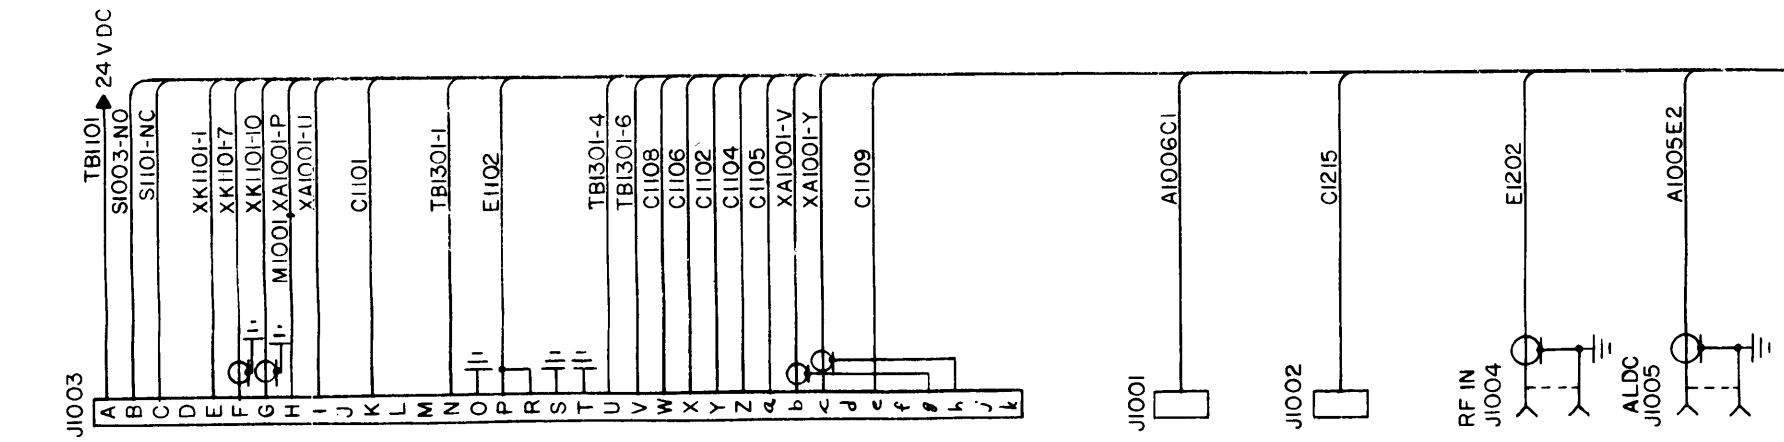 24 VDC
TB1101
S1003-NO
S1101-NC
XK1101-1
XK1101-7
XK1101-10
M1001 XA1001-P
XA1001-11
C1101
TB1301-1
E1102
TB1301-4
TB1301-6
C1108
C1106
C1102
C1104
C1105
XA1001-V
XA1001-Y
C1109
A1006C1
C1215
E1202
A1005E2
J1003
A B C D E F G H I J K L M N O P R S T U V W X Y Z a b c d e f g h j k
J1001
J1002
RF IN
J1004
ALDC
J1005